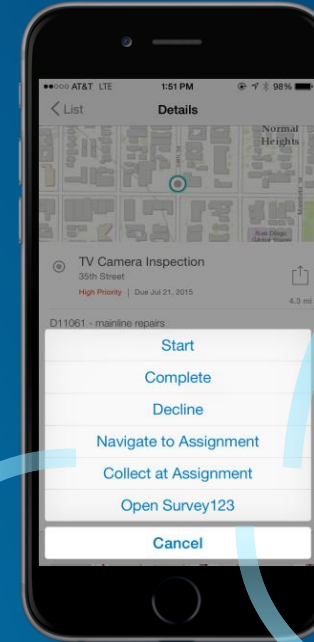 AT&T LTE 1:51 PM 98%
List Details
Normal
Heights
TV Camera Inspection
35th Street
High Priority | Due Jul 21, 2015
4.3 mi
D11061 - mainline repairs
Start
Complete
Decline
Navigate to Assignment
Collect at Assignment
Open Survey123
Cancel